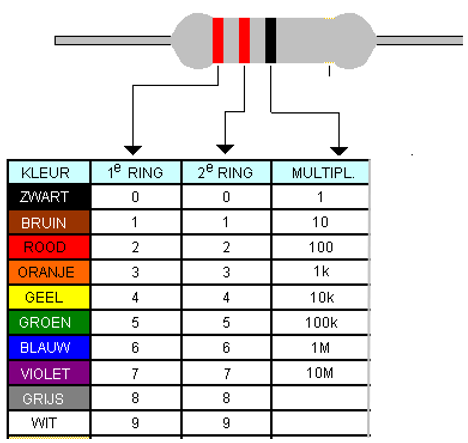 KLEUR 1e RING 2e RING MULTIPL.
ZWART 0 0 1
BRUIN 1 1 10
ROOD 2 2 100
ORANJE 3 3 1k
GEEL 4 4 10k
GROEN 5 5 100k
BLAUW 6 6 1M
VIOLET 7 7 10M
GRIJS 8 8
WIT 9 9